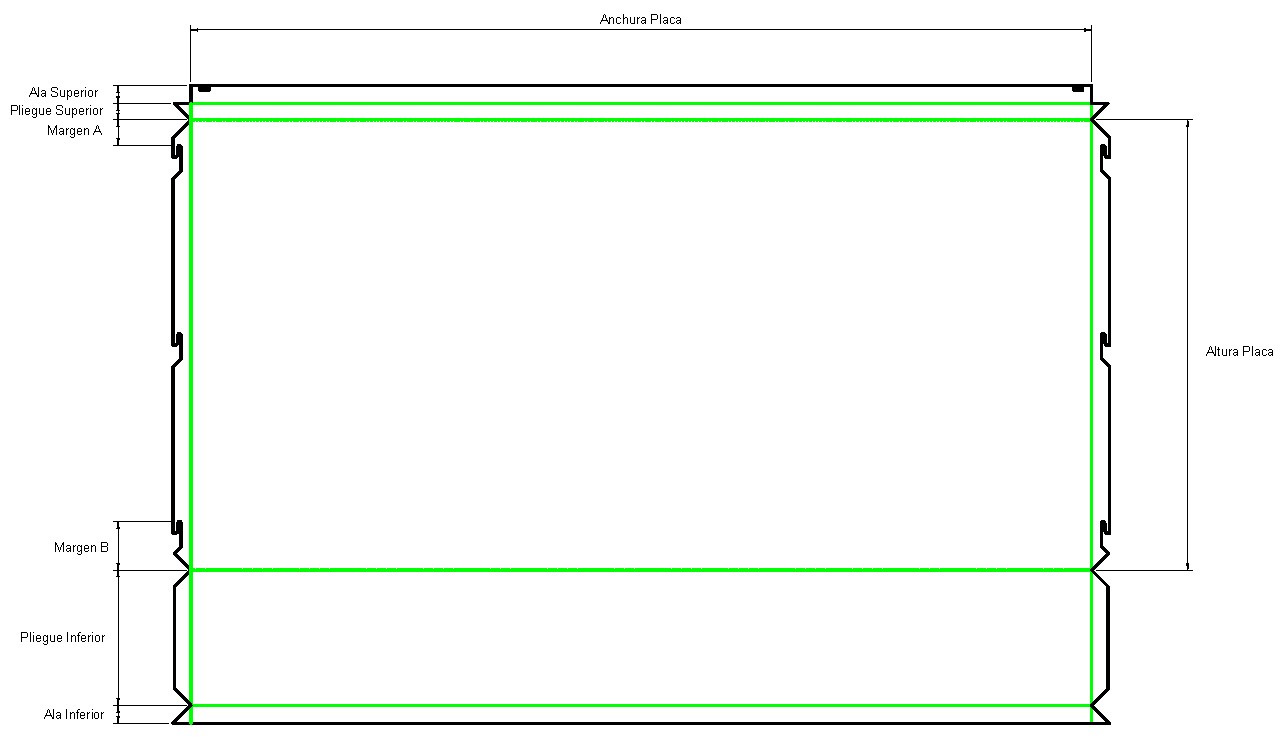 Anchura Placa
Ala Superior
Pliegue Superior
Margen A
Altura Placa
Margen B
Pliegue Inferior
Ala Inferior